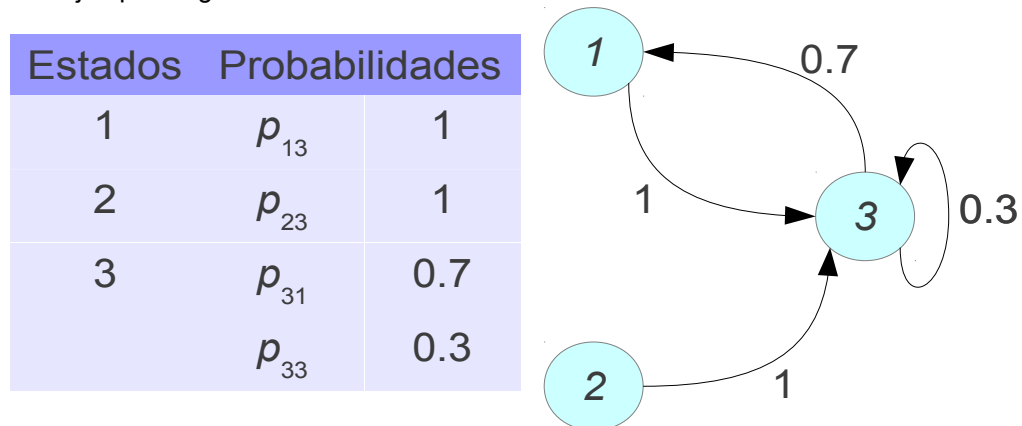 Estados Probabilidades
1 p13 1
2 p23 1
3 p31 0.7
p33 0.3
1
0.7
1
3
0.3
2
1